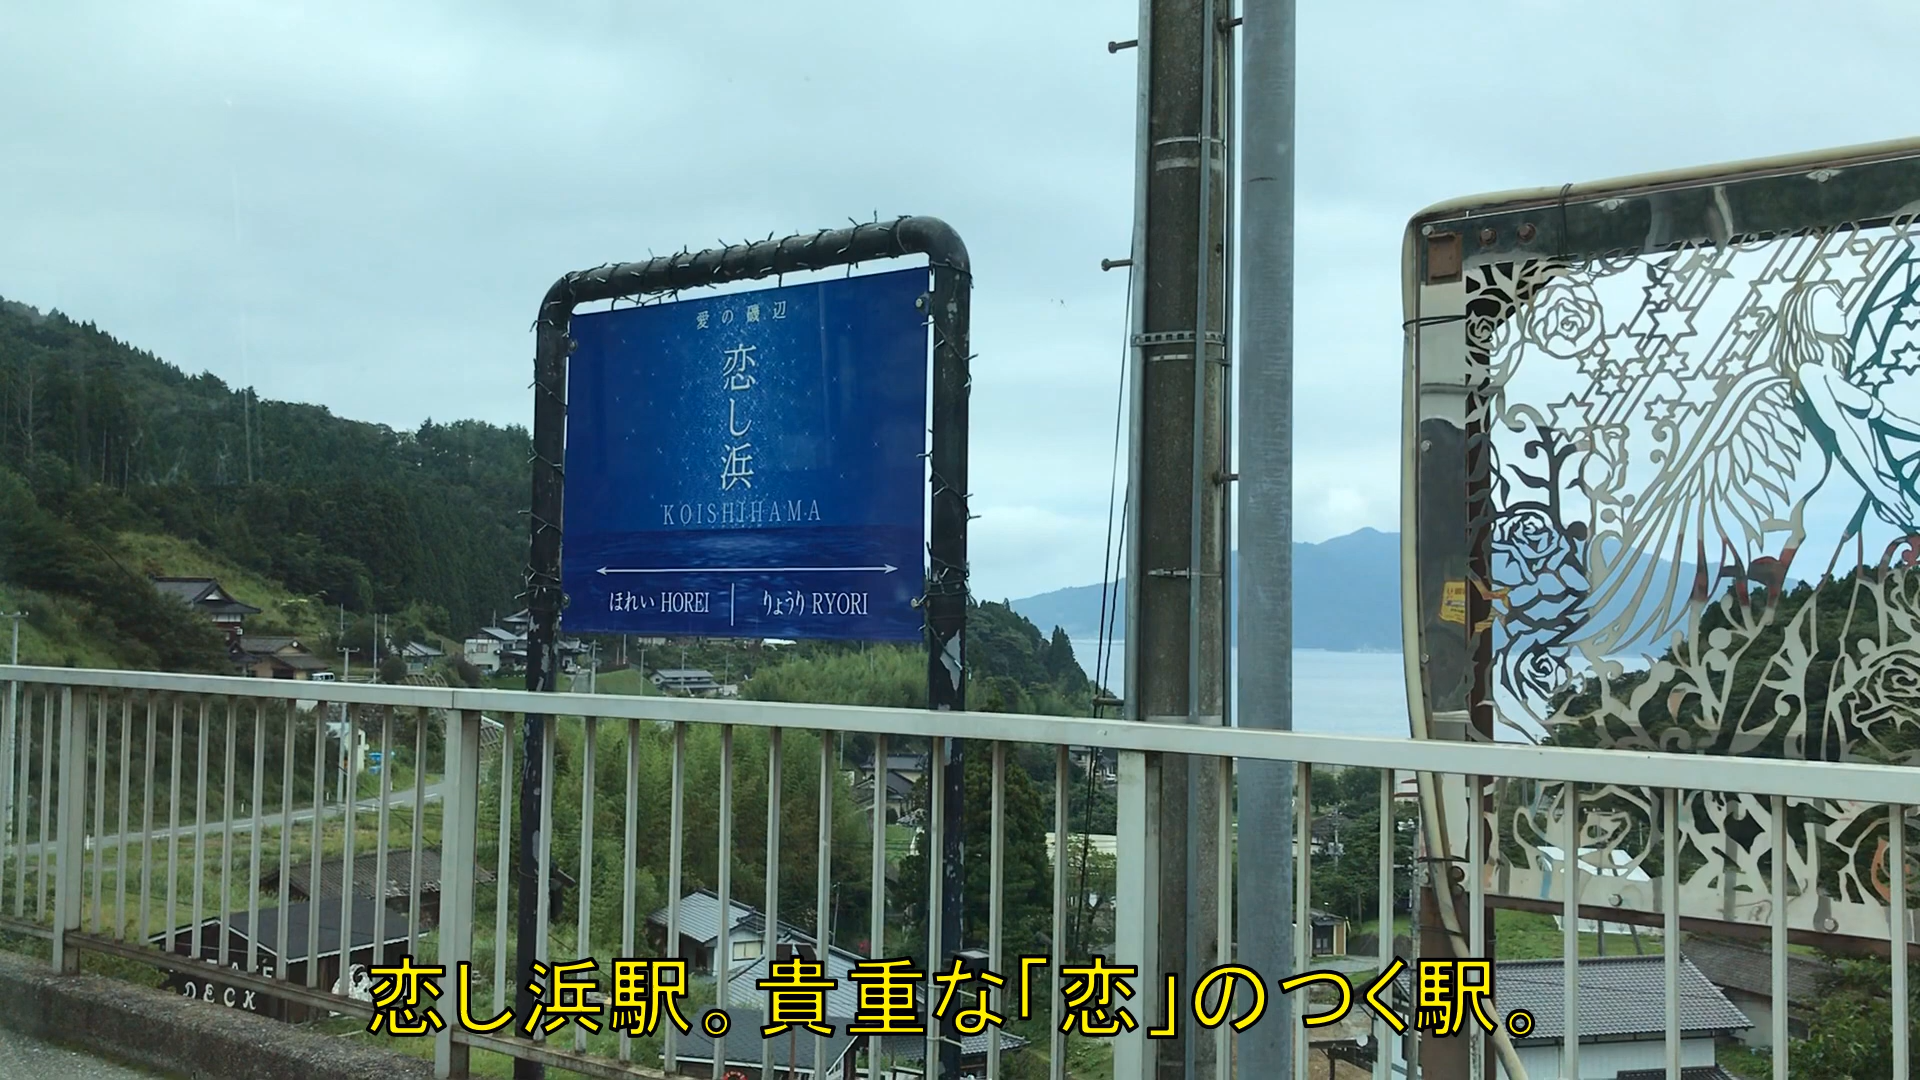 愛の磯辺
恋し浜
KOISHIHAMA
ほれい HOREI
りょうり RYORI
DECK
恋し浜駅。貴重な「恋」のつく駅。